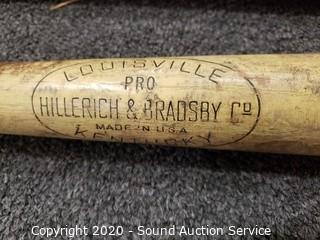 LOUISVILLE
PRO
HILLERICH & BRADSBY Co
MADE IN U.S.A
KENTUCKY
Copyright 2020 - Sound Auction Service